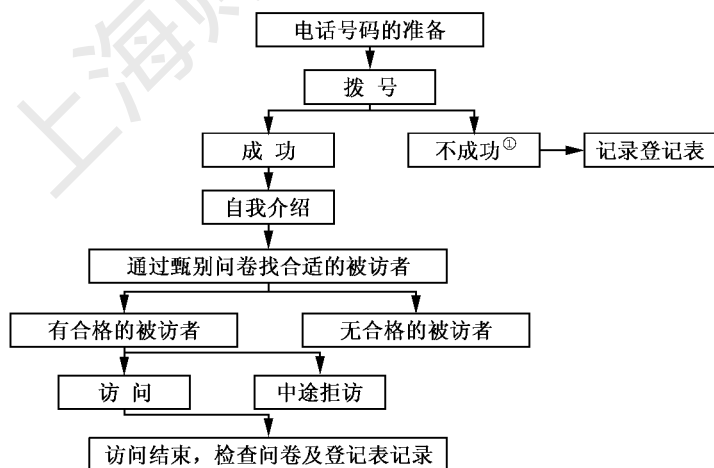 电话号码的准备
拨 号
成 功
不成功①
记录登记表
自我介绍
通过甄别问卷找合适的被访者
有合格的被访者
无合格的被访者
访 问
中途拒访
访问结束，检查问卷及登记表记录
上海财